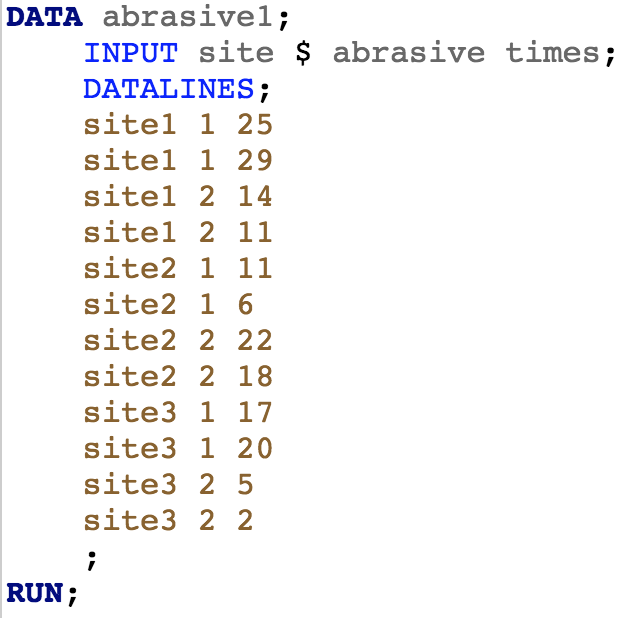 DATA abrasive1;
INPUT site $ abrasive times;
DATALINES;
site1 1 25
site1 1 29
site1 2 14
site1 2 11
site2 1 11
site2 1 6
site2 2 22
site2 2 18
site3 1 17
site3 1 20
site3 2 5
site3 2 2
;
RUN;